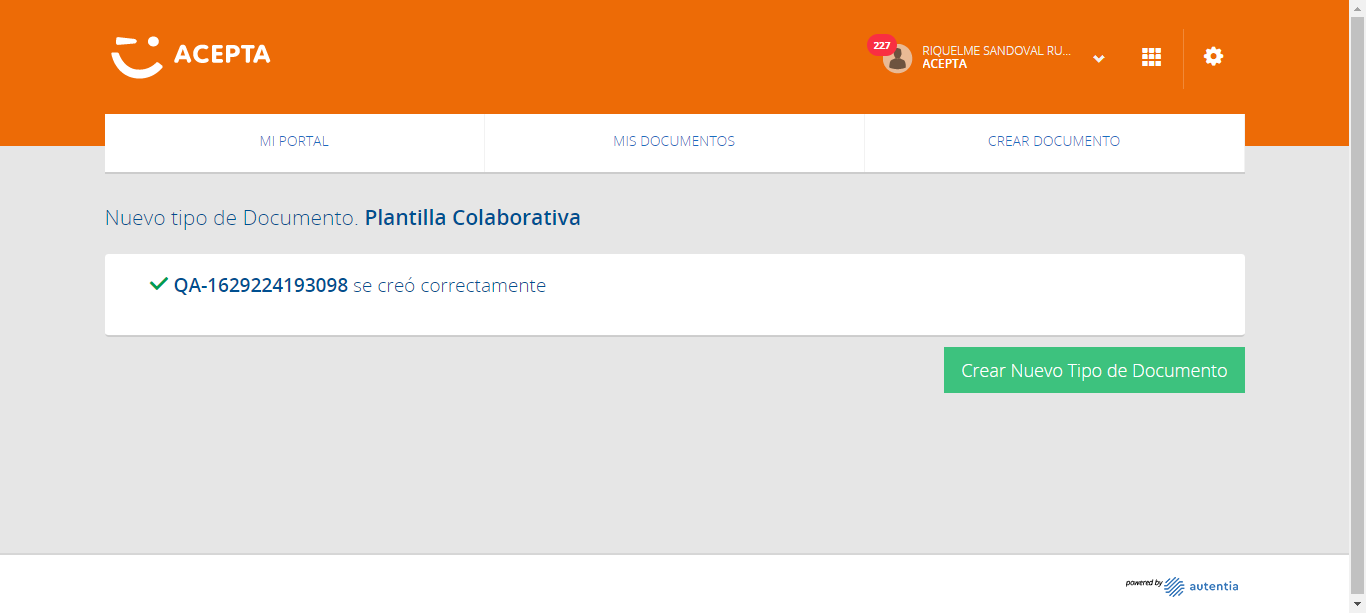 ACEPTA
227
RIQUELME SANDOVAL RU...
ACEPTA
MI PORTAL
MIS DOCUMENTOS
CREAR DOCUMENTO
Nuevo tipo de Documento. Plantilla Colaborativa
QA-1629224193098 se creó correctamente
Crear Nuevo Tipo de Documento
powered by autentia